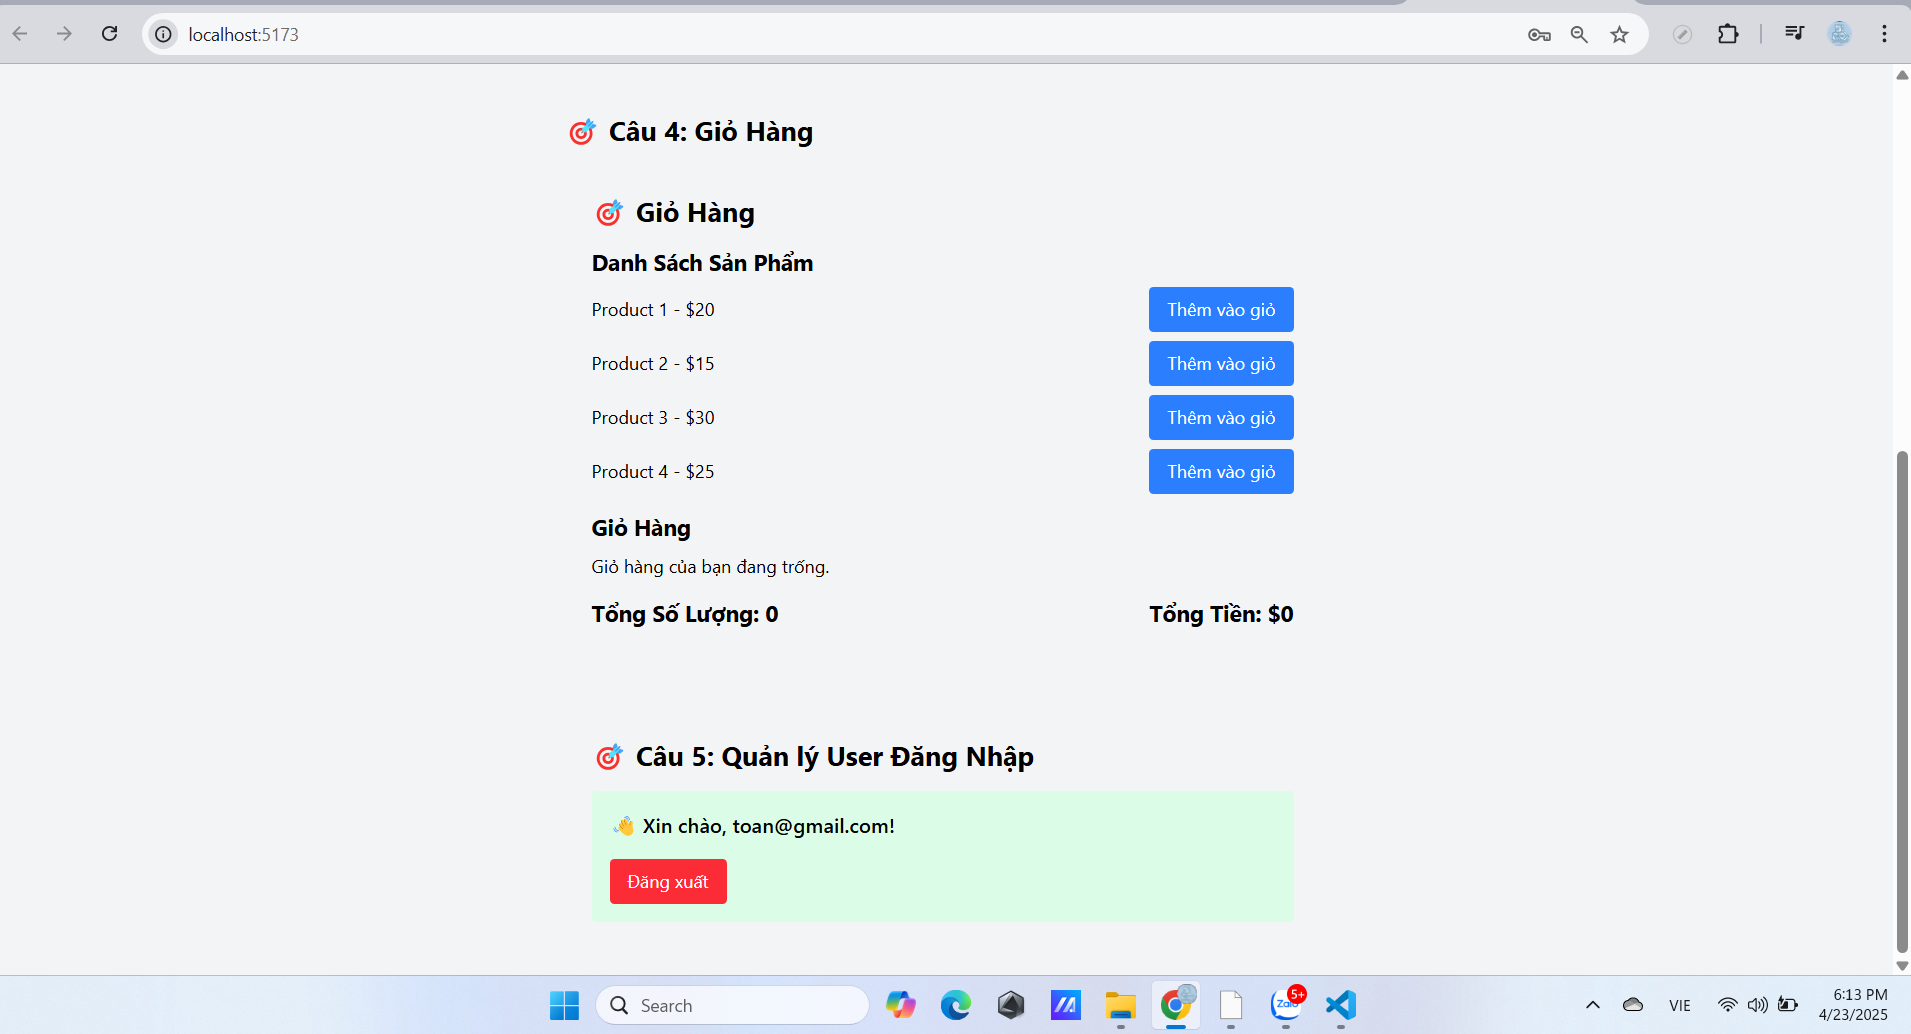 localhost:5173
Câu 4: Giỏ Hàng
Giỏ Hàng
Danh Sách Sản Phẩm
Product 1 - $20
Thêm vào giỏ
Product 2 - $15
Thêm vào giỏ
Product 3 - $30
Thêm vào giỏ
Product 4 - $25
Thêm vào giỏ
Giỏ Hàng
Giỏ hàng của bạn đang trống.
Tổng Số Lượng: 0
Tổng Tiền: $0
Câu 5: Quản lý User Đăng Nhập
👋 Xin chào, toan@gmail.com!
Đăng xuất
Search
Zalo
5+
VIE
6:13 PM
4/23/2025